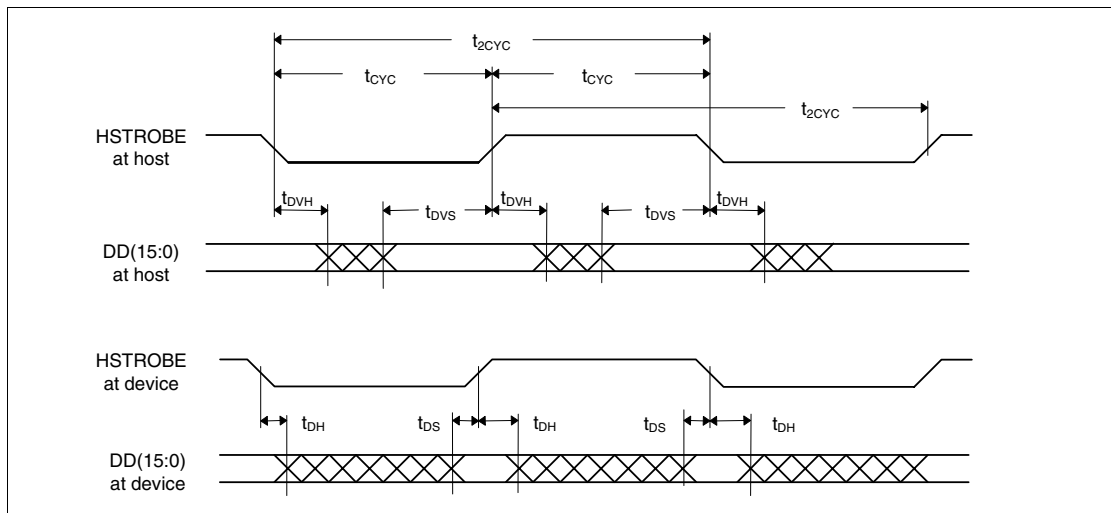 t2CYC
tCYC tCYC
t2CYC
HSTROBE
at host
tDVH tDVS tDVH tDVS tDVH
DD(15:0)
at host
HSTROBE
at device
tDH tDS tDH tDS tDH
DD(15:0)
at device